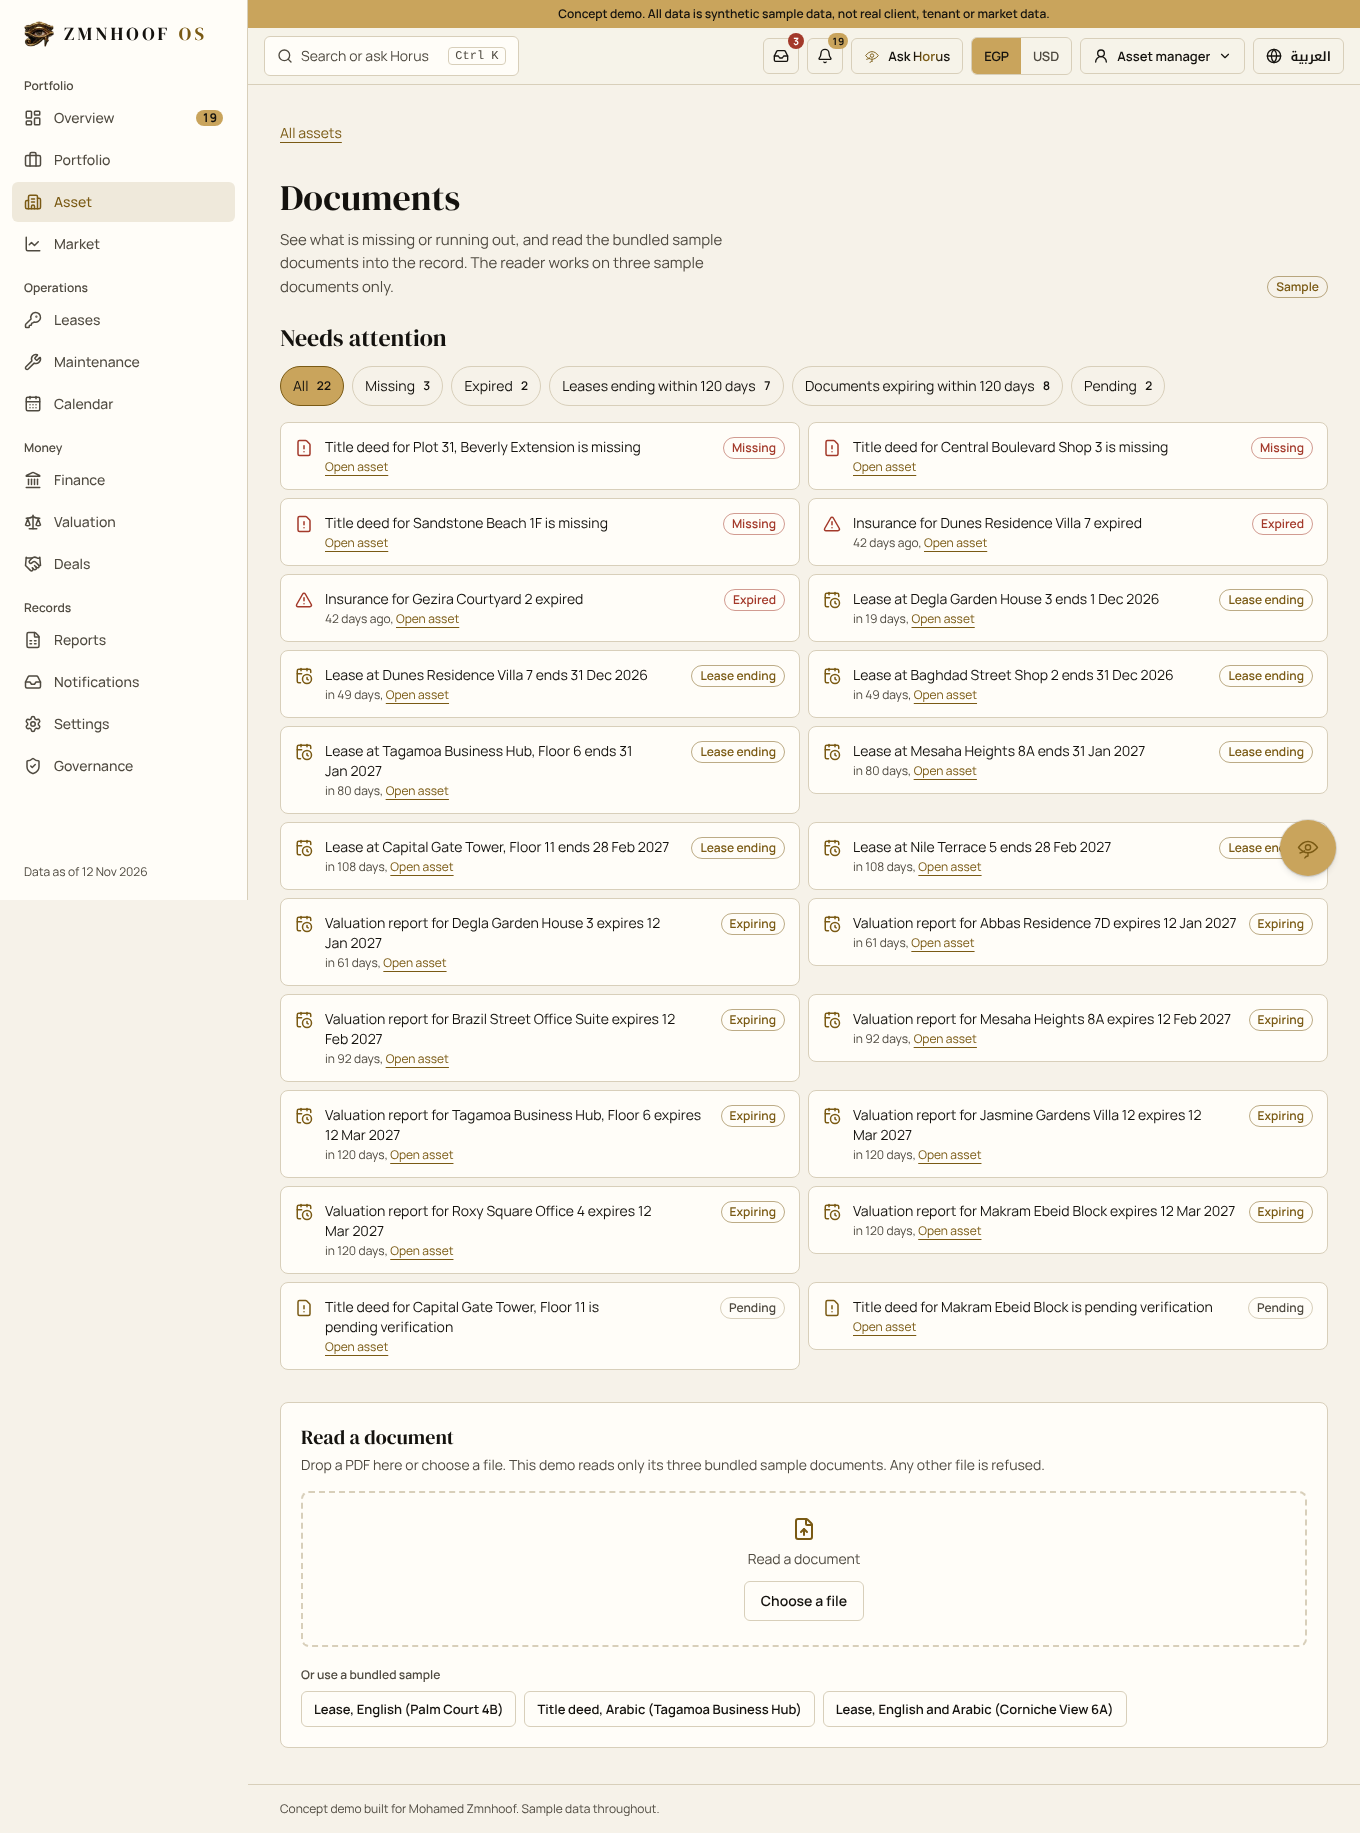 Concept demo. All data is synthetic sample data, not real client, tenant or market data.
ZMNHOOF OS
Search or ask Horus
Ctrl K
3
19
Ask Horus
EGP
USD
Asset manager
العربية
Portfolio
Overview
19
Portfolio
Asset
Market
Operations
Leases
Maintenance
Calendar
Money
Finance
Valuation
Deals
Records
Reports
Notifications
Settings
Governance
Data as of 12 Nov 2026
All assets
Documents
See what is missing or running out, and read the bundled sample
documents into the record. The reader works on three sample
documents only.
Sample
Needs attention
All 22
Missing 3
Expired 2
Leases ending within 120 days 7
Documents expiring within 120 days 8
Pending 2
Title deed for Plot 31, Beverly Extension is missing
Open asset
Missing
Title deed for Central Boulevard Shop 3 is missing
Open asset
Missing
Title deed for Sandstone Beach 1F is missing
Open asset
Missing
Insurance for Dunes Residence Villa 7 expired
42 days ago, Open asset
Expired
Insurance for Gezira Courtyard 2 expired
42 days ago, Open asset
Expired
Lease at Degla Garden House 3 ends 1 Dec 2026
in 19 days, Open asset
Lease ending
Lease at Dunes Residence Villa 7 ends 31 Dec 2026
in 49 days, Open asset
Lease ending
Lease at Baghdad Street Shop 2 ends 31 Dec 2026
in 49 days, Open asset
Lease ending
Lease at Tagamoa Business Hub, Floor 6 ends 31
Jan 2027
in 80 days, Open asset
Lease ending
Lease at Mesaha Heights 8A ends 31 Jan 2027
in 80 days, Open asset
Lease ending
Lease at Capital Gate Tower, Floor 11 ends 28 Feb 2027
in 108 days, Open asset
Lease ending
Lease at Nile Terrace 5 ends 28 Feb 2027
in 108 days, Open asset
Lease
Valuation report for Degla Garden House 3 expires 12
Jan 2027
in 61 days, Open asset
Expiring
Valuation report for Abbas Residence 7D expires 12 Jan 2027
in 61 days, Open asset
Expiring
Valuation report for Brazil Street Office Suite expires 12
Feb 2027
in 92 days, Open asset
Expiring
Valuation report for Mesaha Heights 8A expires 12 Feb 2027
in 92 days, Open asset
Expiring
Valuation report for Tagamoa Business Hub, Floor 6 expires
12 Mar 2027
in 120 days, Open asset
Expiring
Valuation report for Jasmine Gardens Villa 12 expires 12
Mar 2027
in 120 days, Open asset
Expiring
Valuation report for Roxy Square Office 4 expires 12
Mar 2027
in 120 days, Open asset
Expiring
Valuation report for Makram Ebeid Block expires 12 Mar 2027
in 120 days, Open asset
Expiring
Title deed for Capital Gate Tower, Floor 11 is
pending verification
Open asset
Pending
Title deed for Makram Ebeid Block is pending verification
Open asset
Pending
Read a document
Drop a PDF here or choose a file. This demo reads only its three bundled sample documents. Any other file is refused.
Read a document
Choose a file
Or use a bundled sample
Lease, English (Palm Court 4B)
Title deed, Arabic (Tagamoa Business Hub)
Lease, English and Arabic (Corniche View 6A)
Concept demo built for Mohamed Zmnhoof. Sample data throughout.